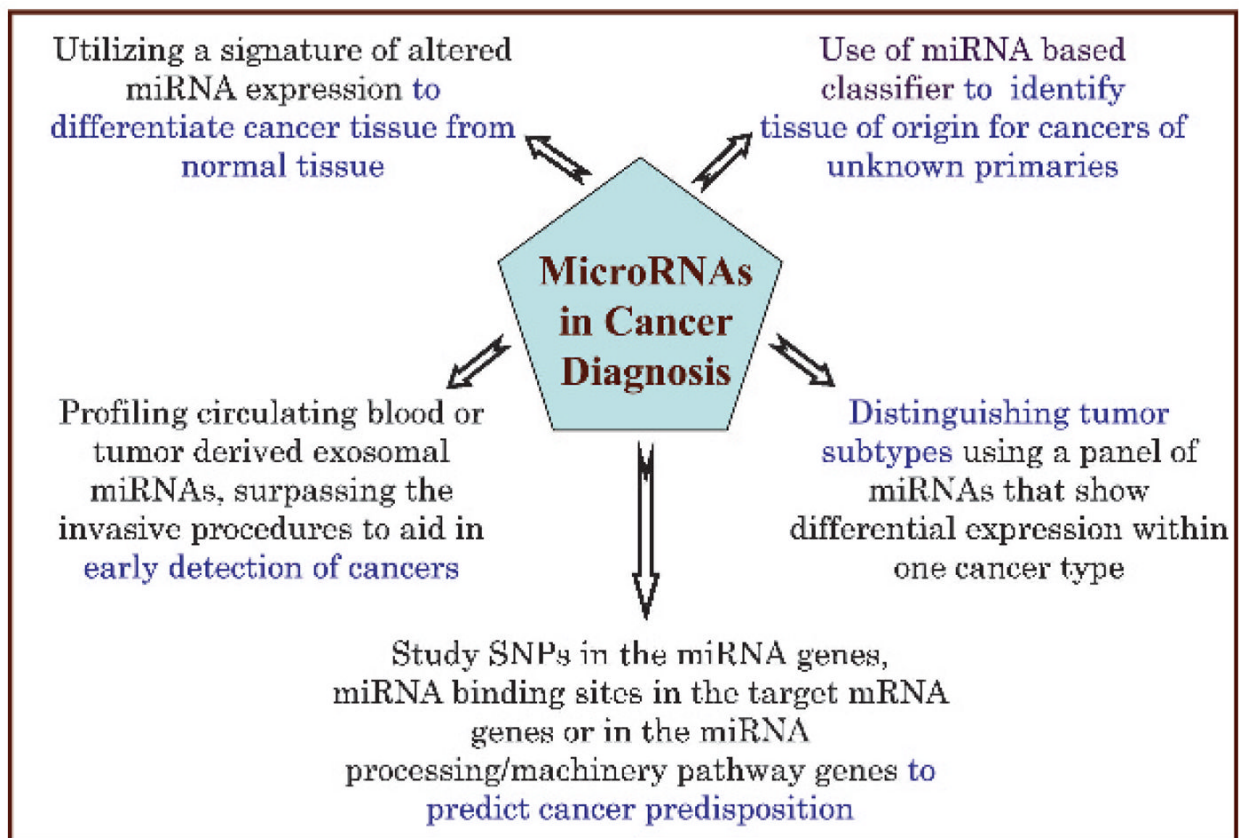 Utilizing a signature of altered
miRNA expression to
differentiate cancer tissue from
normal tissue
Use of miRNA based
classifier to identify
tissue of origin for cancers of
unknown primaries
MicroRNAs
in Cancer
Diagnosis
Profiling circulating blood or
tumor derived exosomal
miRNAs, surpassing the
invasive procedures to aid in
early detection of cancers
Distinguishing tumor
subtypes using a panel of
miRNAs that show
differential expression within
one cancer type
Study SNPs in the miRNA genes,
miRNA binding sites in the target mRNA
genes or in the miRNA
processing/machinery pathway genes to
predict cancer predisposition